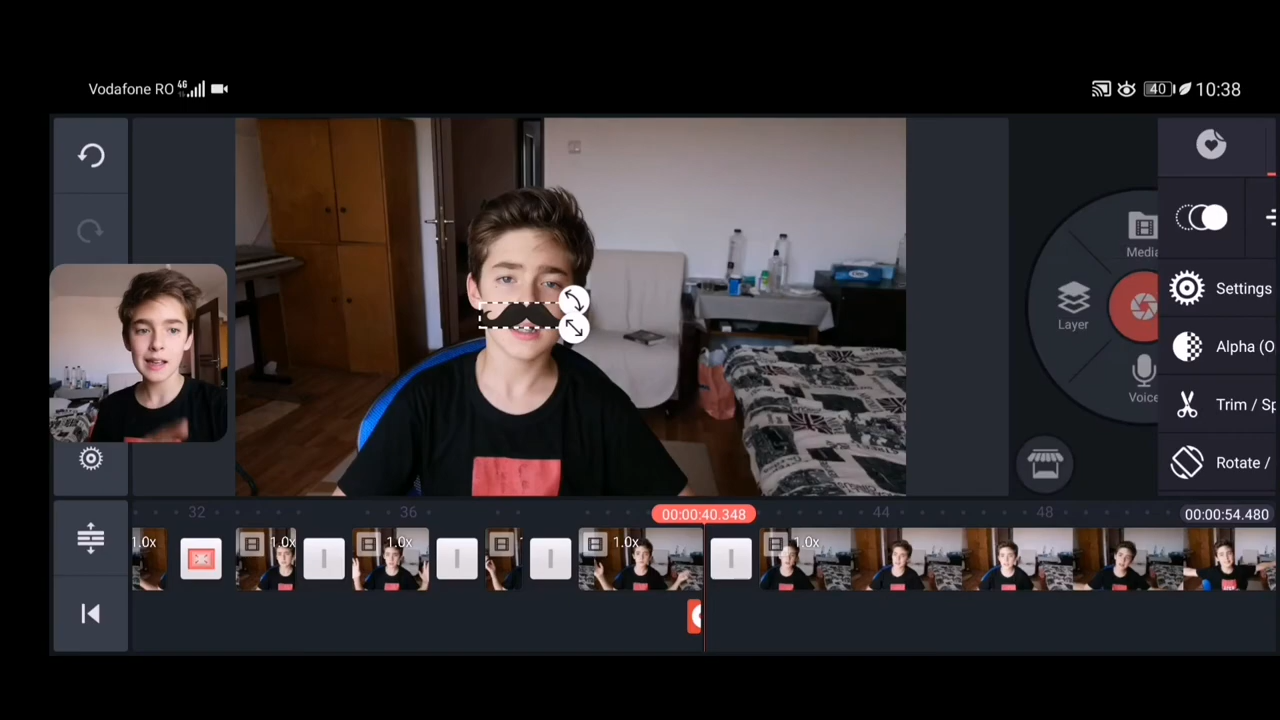 Vodafone RO 4G
40 10:38
Media
Layer
Voice
Settings
Alpha (O
Trim / Sp
Rotate /
32
36
00:00:40.348
44
48
00:00:54.480
1.0x
1.0x
1.0x
1.0x
1.0x